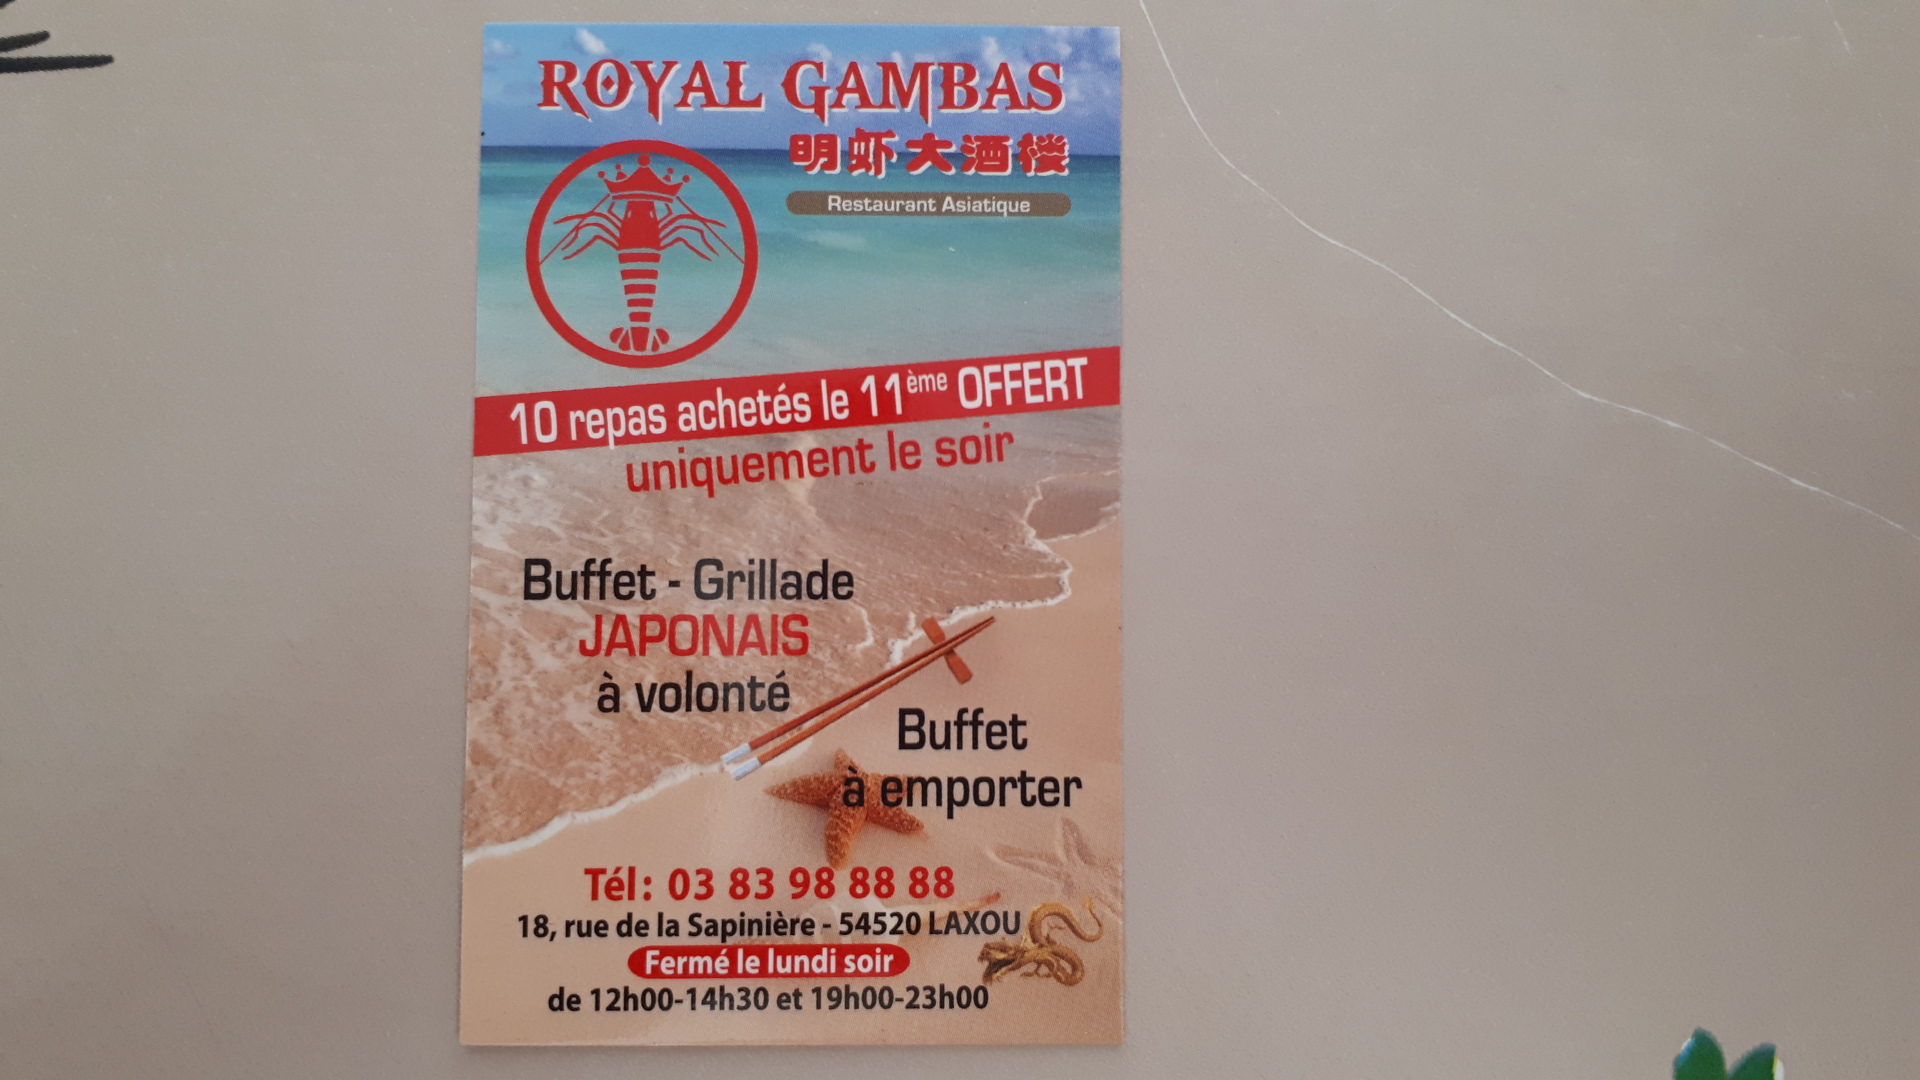 ROYAL GAMBAS
明虾大酒楼
Restaurant Asiatique
10 repas achetés le 11ème OFFERT
uniquement le soir
Buffet - Grillade
JAPONAIS
à volonté
Buffet
à emporter
Tél: 03 83 98 88 88
18, rue de la Sapinière - 54520 LAXOU
Fermé le lundi soir
de 12h00-14h30 et 19h00-23h00